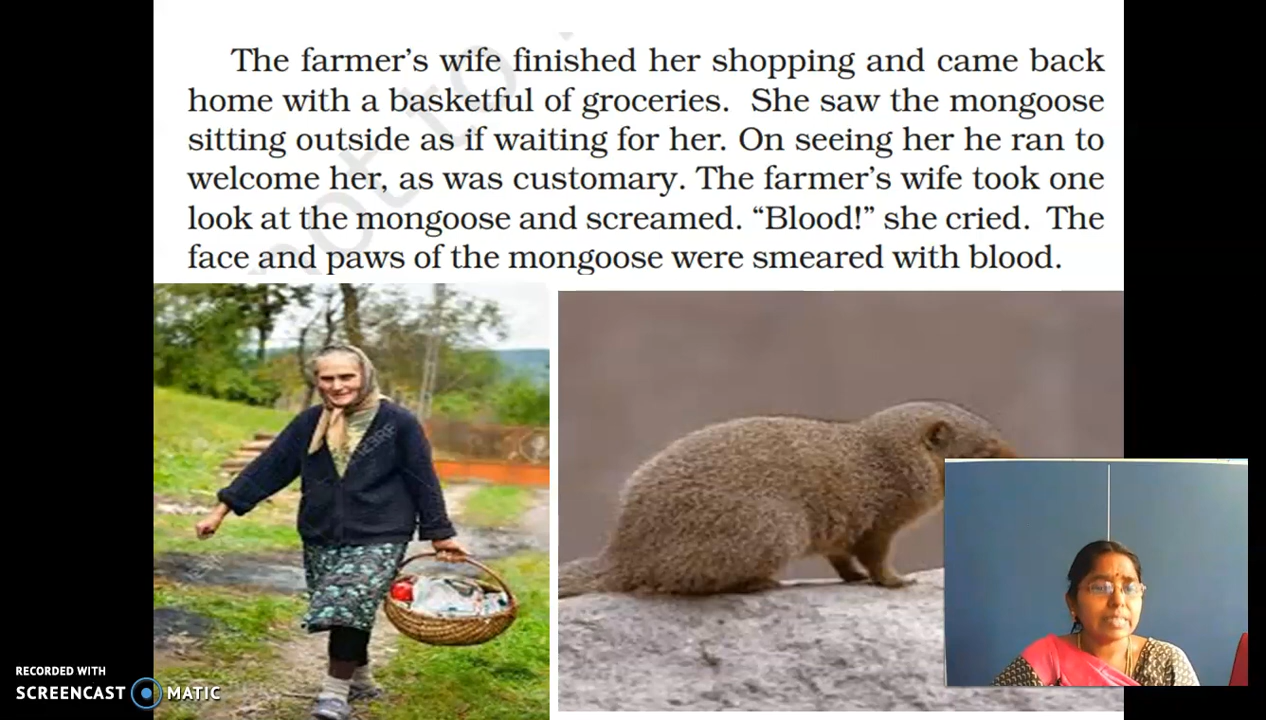 The farmer’s wife finished her shopping and came back
home with a basketful of groceries. She saw the mongoose
sitting outside as if waiting for her. On seeing her he ran to
welcome her, as was customary. The farmer’s wife took one
look at the mongoose and screamed. “Blood!” she cried. The
face and paws of the mongoose were smeared with blood.
not to
123RF
RECORDED WITH
SCREENCAST MATIC